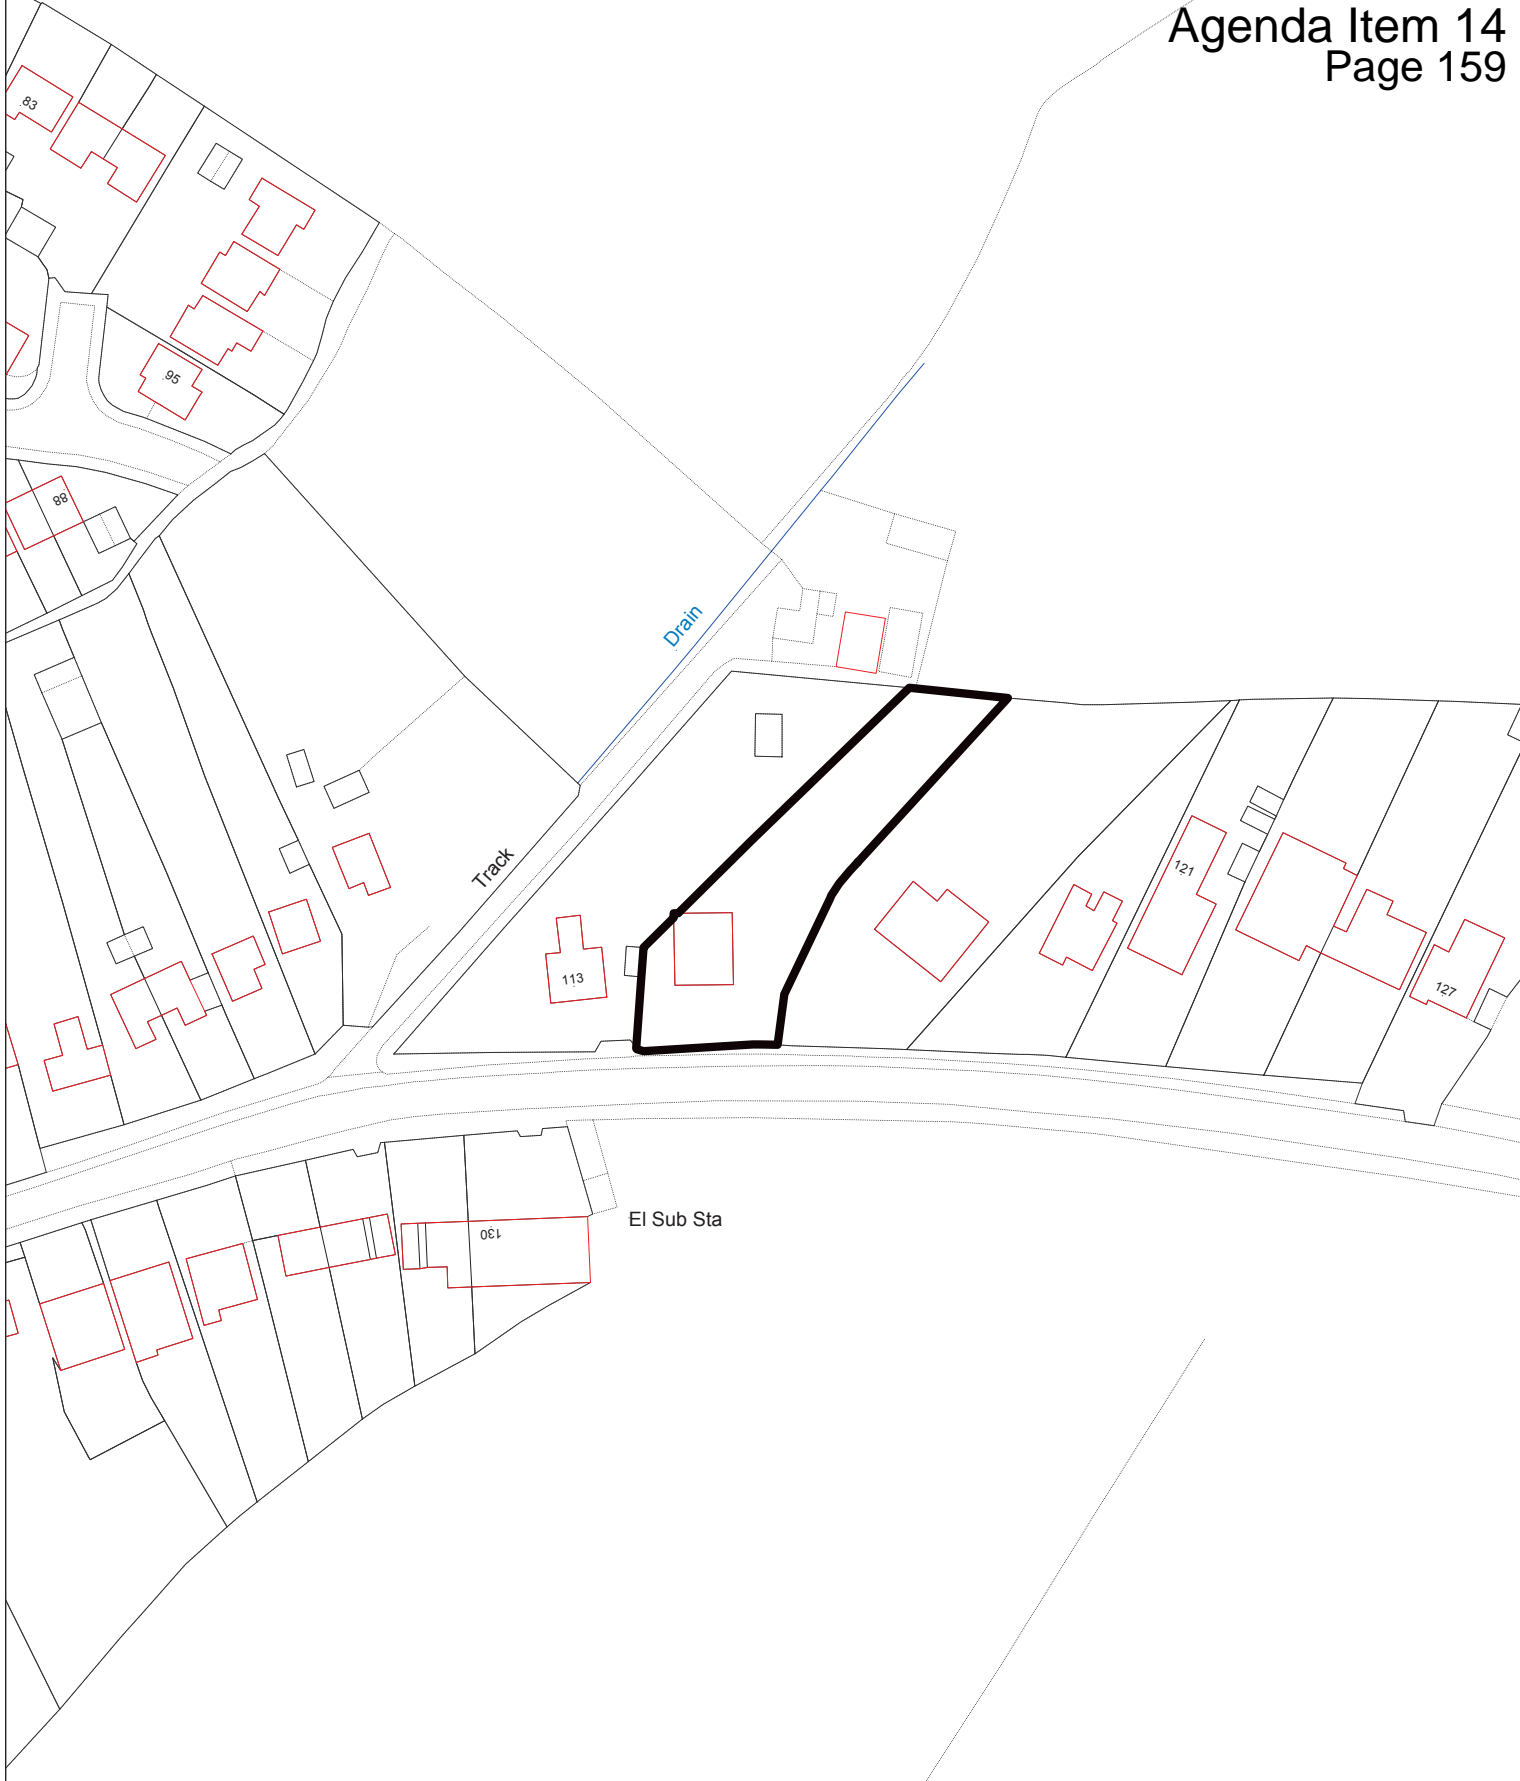 Agenda Item 14
Page 159
83
95
88
Drain
Track
121
113
127
El Sub Sta
130